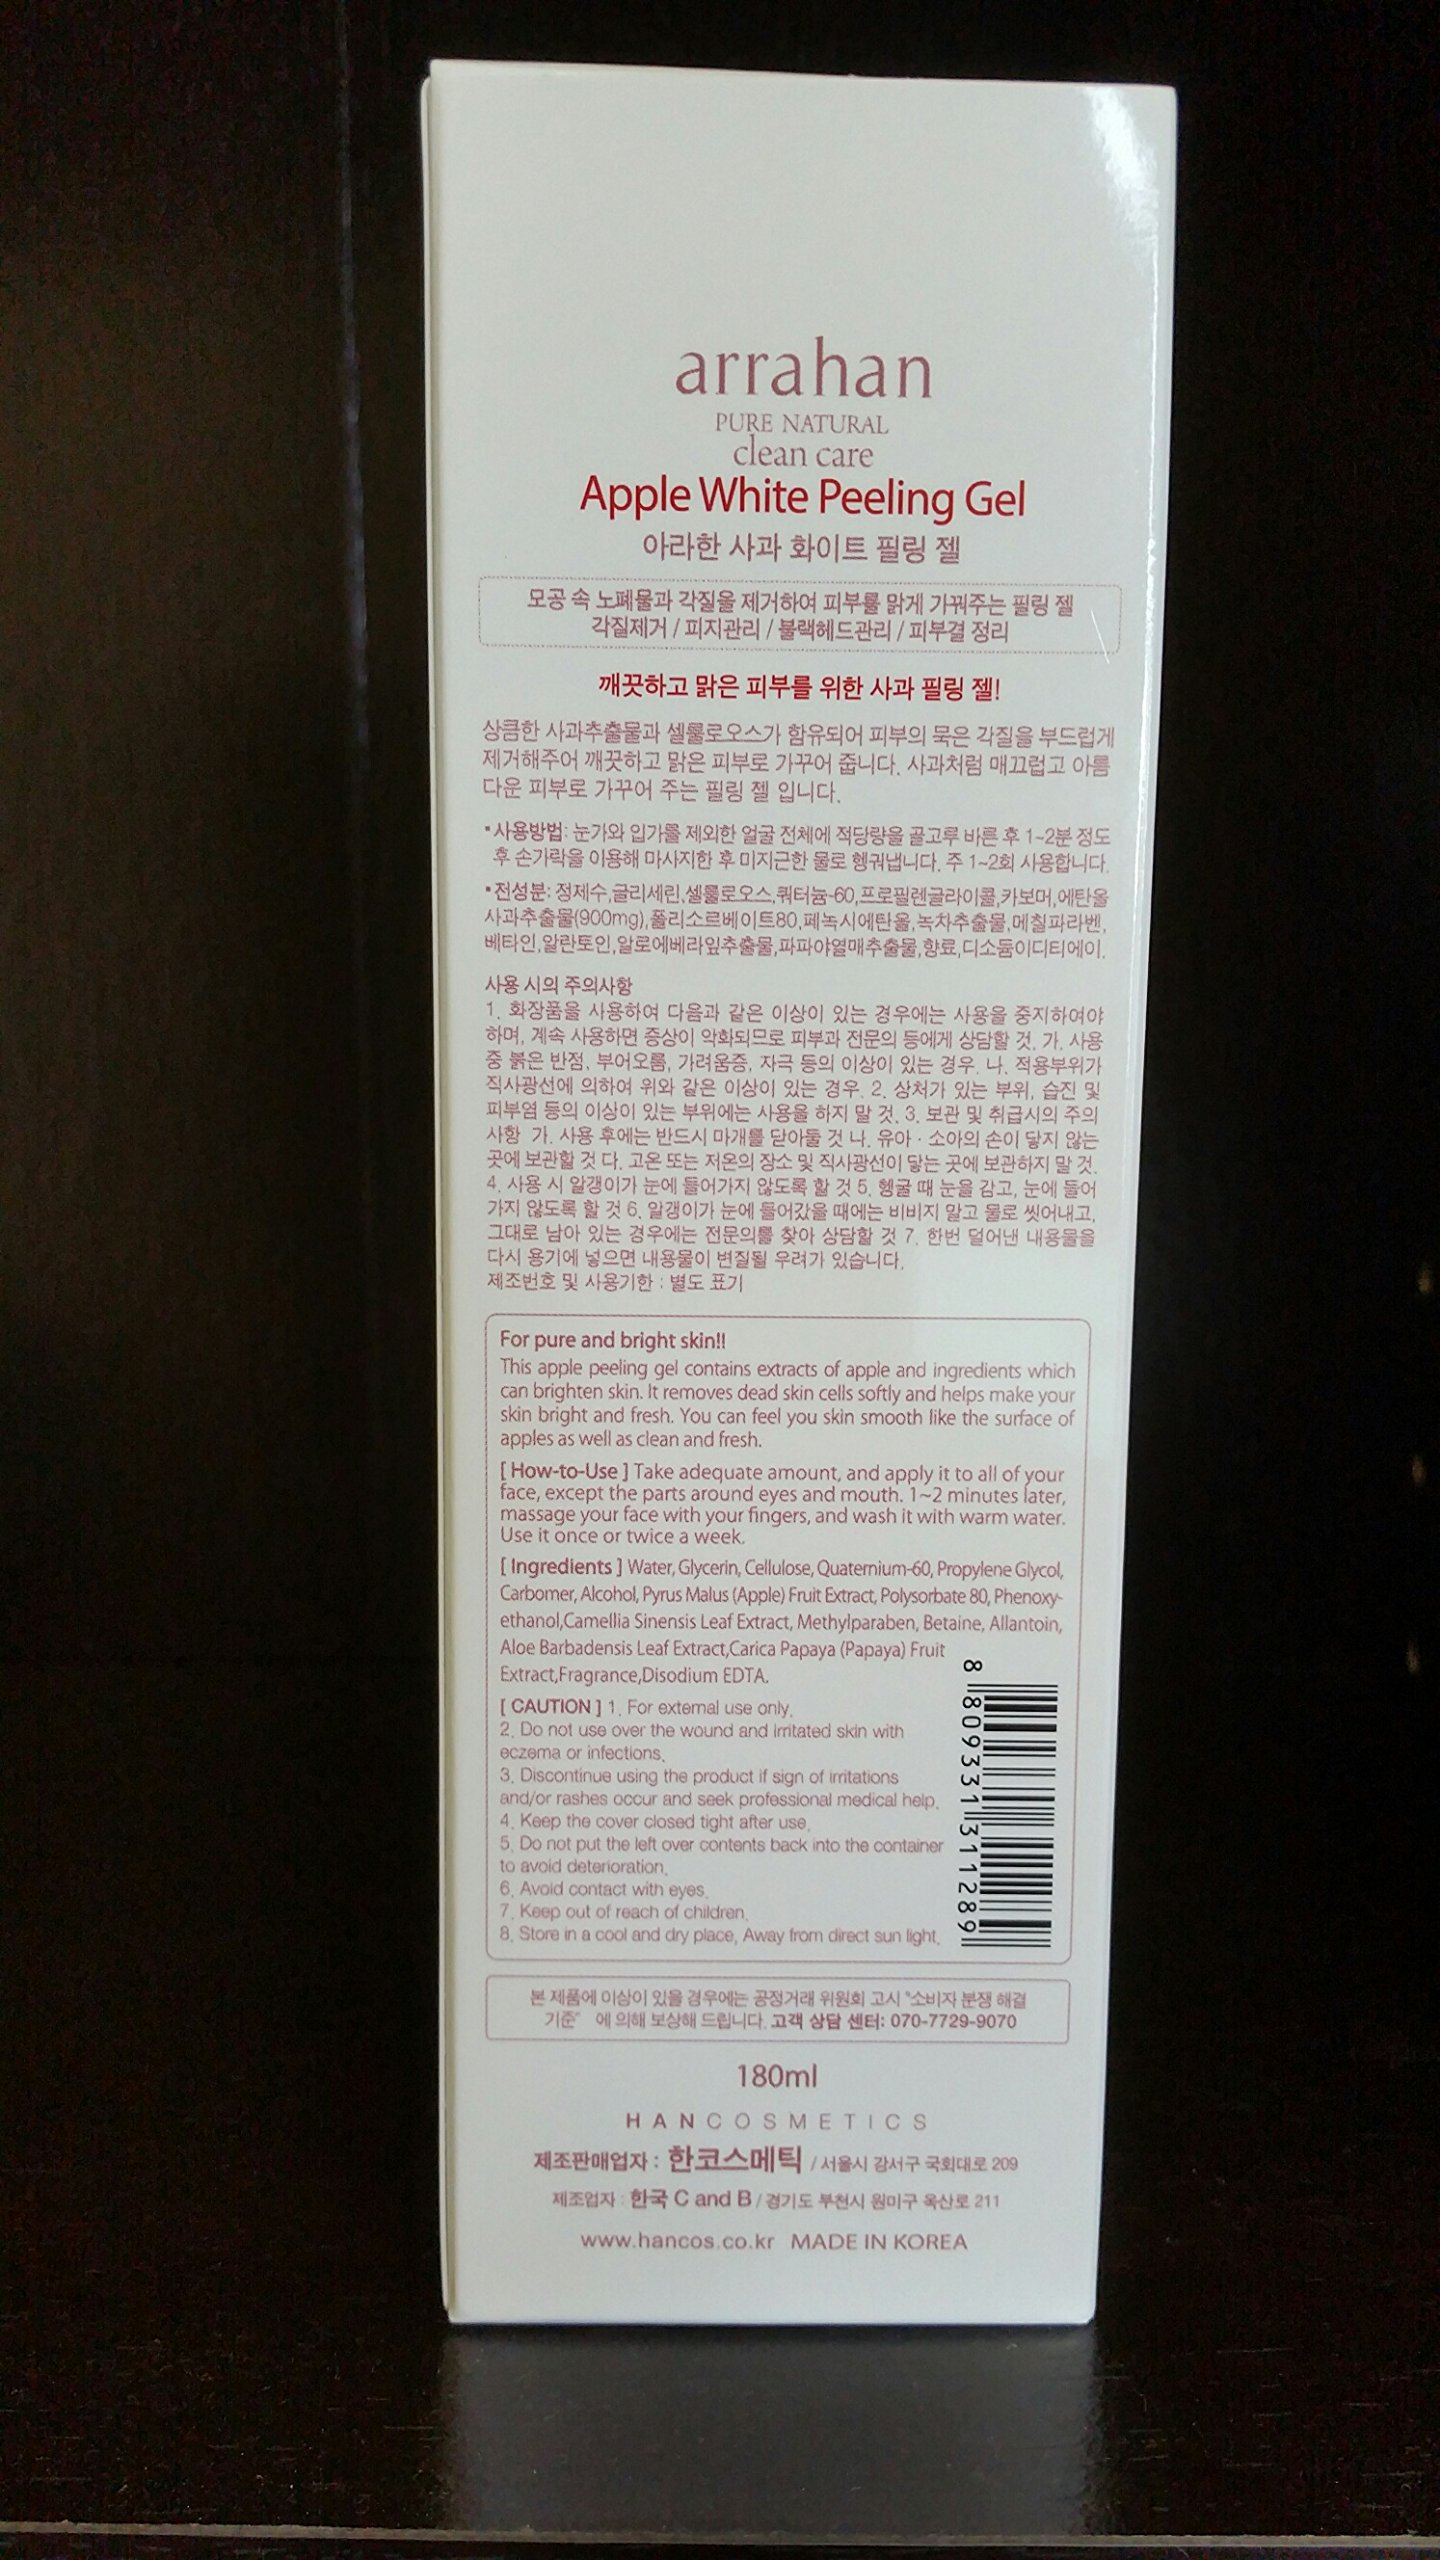 arrahan
PURE NATURAL
clean care
Apple White Peeling Gel
아라한 사과 화이트 필링 젤
모공 속 노폐물과 각질을 제거하여 피부를 맑게 가꿔주는 필링 젤
각질제거 / 피지관리 / 블랙헤드관리 / 피부결 정리
깨끗하고 맑은 피부를 위한 사과 필링 젤!
상큼한 사과추출물과 셀룰로오스가 함유되어 피부의 묵은 각질을 부드럽게
제거해주어 깨끗하고 맑은 피부로 가꾸어 줍니다. 사과처럼 매끄럽고 아름
다운 피부로 가꾸어 주는 필링 젤 입니다.
• 사용방법: 눈가와 입가를 제외한 얼굴 전체에 적당량을 골고루 바른 후 1~2분 정도
후 손가락을 이용해 마사지한 후 미지근한 물로 헹궈냅니다. 주 1~2회 사용합니다.
• 전성분: 정제수,글리세린,셀룰로오스,쿼터늄-60,프로필렌글라이콜,카보머,에탄올
사과추출물(900mg),폴리소르베이트80,페녹시에탄올,녹차추출물,메칠파라벤,
베타인,알란토인,알로에베라잎추출물,파파야열매추출물,향료,디소듐이디티에이.
사용 시의 주의사항
1. 화장품을 사용하여 다음과 같은 이상이 있는 경우에는 사용을 중지하여야
하며, 계속 사용하면 증상이 악화되므로 피부과 전문의 등에게 상담할 것. 가. 사용
중 붉은 반점, 부어오름, 가려움증, 자극 등의 이상이 있는 경우. 나. 적용부위가
직사광선에 의하여 위와 같은 이상이 있는 경우. 2. 상처가 있는 부위, 습진 및
피부염 등의 이상이 있는 부위에는 사용을 하지 말 것. 3. 보관 및 취급시의 주의
사항 가. 사용 후에는 반드시 마개를 닫아둘 것 나. 유아 · 소아의 손이 닿지 않는
곳에 보관할 것 다. 고온 또는 저온의 장소 및 직사광선이 닿는 곳에 보관하지 말 것.
4. 사용 시 알갱이가 눈에 들어가지 않도록 할 것 5. 헹굴 때 눈을 감고, 눈에 들어
가지 않도록 할 것 6. 알갱이가 눈에 들어갔을 때에는 비비지 말고 물로 씻어내고,
그대로 남아 있는 경우에는 전문의를 찾아 상담할 것 7. 한번 덜어낸 내용물을
다시 용기에 넣으면 내용물이 변질될 우려가 있습니다.
제조번호 및 사용기한 : 별도 표기
For pure and bright skin!!
This apple peeling gel contains extracts of apple and ingredients which
can brighten skin. It removes dead skin cells softly and helps make your
skin bright and fresh. You can feel you skin smooth like the surface of
apples as well as clean and fresh.
[ How-to-Use ] Take adequate amount, and apply it to all of your
face, except the parts around eyes and mouth. 1~2 minutes later,
massage your face with your fingers, and wash it with warm water.
Use it once or twice a week.
[ Ingredients ] Water, Glycerin, Cellulose, Quaternium-60, Propylene Glycol,
Carbomer, Alcohol, Pyrus Malus (Apple) Fruit Extract, Polysorbate 80, Phenoxy-
ethanol,Camellia Sinensis Leaf Extract, Methylparaben, Betaine, Allantoin,
Aloe Barbadensis Leaf Extract,Carica Papaya (Papaya) Fruit
Extract,Fragrance,Disodium EDTA.
[ CAUTION ] 1. For external use only.
2. Do not use over the wound and irritated skin with
eczema or infections.
3. Discontinue using the product if sign of irritations
and/or rashes occur and seek professional medical help.
4. Keep the cover closed tight after use.
5. Do not put the left over contents back into the container
to avoid deterioration.
6. Avoid contact with eyes.
7. Keep out of reach of children.
8. Store in a cool and dry place, Away from direct sun light.
8 809331 311289
본 제품에 이상이 있을 경우에는 공정거래 위원회 고시 "소비자 분쟁 해결
기준" 에 의해 보상해 드립니다. 고객 상담 센터: 070-7729-9070
180ml
HANCOSMETICS
제조판매업자 : 한코스메틱 / 서울시 강서구 국회대로 209
제조업자 : 한국 C and B / 경기도 부천시 원미구 옥산로 211
www.hancos.co.kr MADE IN KOREA